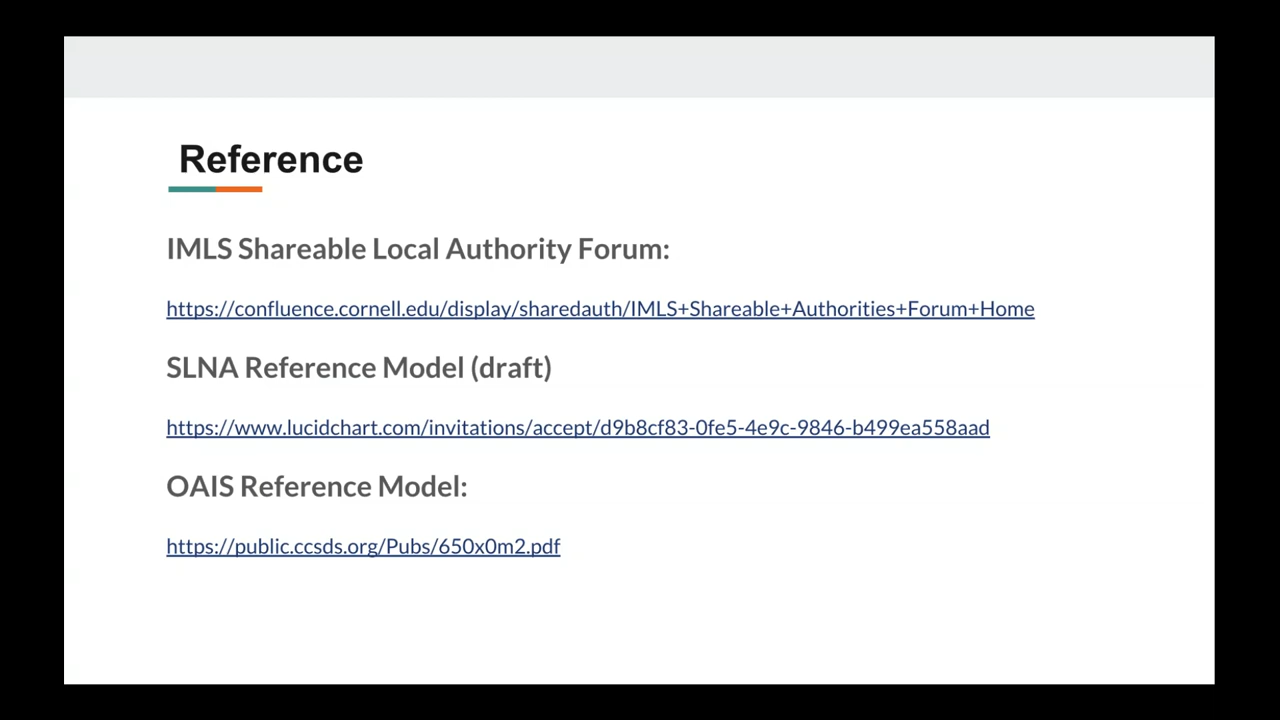 Reference
IMLS Shareable Local Authority Forum:
https://confluence.cornell.edu/display/sharedauth/IMLS+Shareable+Authorities+Forum+Home
SLNA Reference Model (draft)
https://www.lucidchart.com/invitations/accept/d9b8cf83-0fe5-4e9c-9846-b499ea558aad
OAIS Reference Model:
https://public.ccsds.org/Pubs/650x0m2.pdf